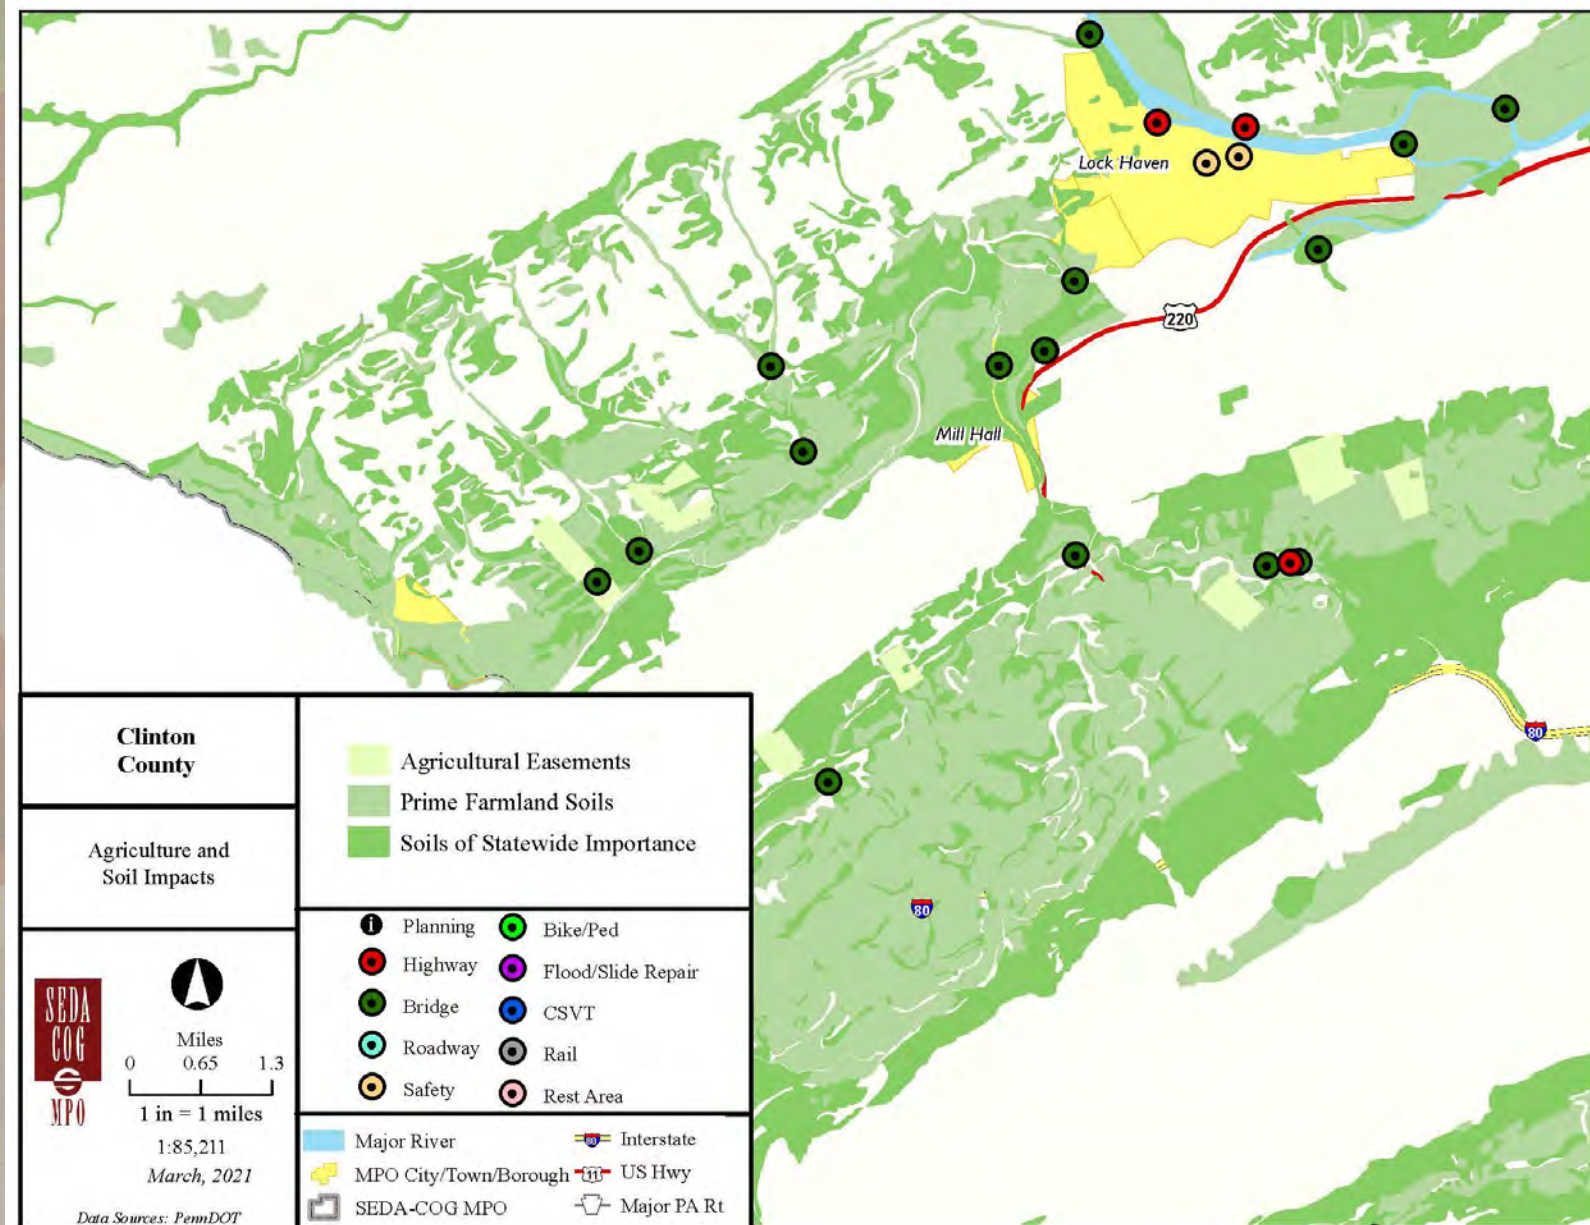 Lock Haven
220
Mill Hall
80
80
Clinton
County
Agriculture and
Soil Impacts
SEDA
COG
MPO
Miles
0 0.65 1.3
1 in = 1 miles
1:85,211
March, 2021
Data Sources: PennDOT
Agricultural Easements
Prime Farmland Soils
Soils of Statewide Importance
i Planning
Highway
Bridge
Roadway
Safety
Bike/Ped
Flood/Slide Repair
CSVT
Rail
Rest Area
Major River
MPO City/Town/Borough
SEDA-COG MPO
80 Interstate
11 US Hwy
Major PA Rt